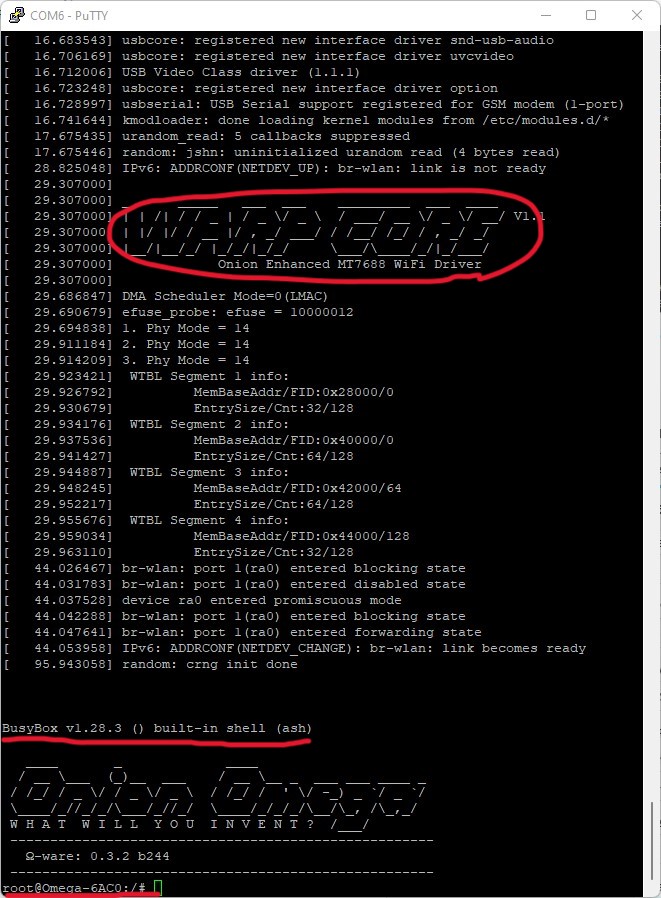 COM6 - PuTTY
[   16.683543] usbcore: registered new interface driver snd-usb-audio
[   16.706169] usbcore: registered new interface driver uvcvideo
[   16.712006] USB Video Class driver (1.1.1)
[   16.723248] usbcore: registered new interface driver option
[   16.728997] usbserial: USB Serial support registered for GSM modem (1-port)
[   16.741644] kmodloader: done loading kernel modules from /etc/modules.d/*
[   17.675435] urandom_read: 5 callbacks suppressed
[   17.675446] random: jshn: uninitialized urandom read (4 bytes read)
[   28.825048] IPv6: ADDRCONF(NETDEV_UP): br-wlan: link is not ready
[   29.307000]
[   29.307000]
[   29.307000] WARP CORE V1.1
[   29.307000]
[   29.307000]
[   29.307000]            Onion Enhanced MT7688 WiFi Driver
[   29.307000]
[   29.686847] DMA Scheduler Mode=0(LMAC)
[   29.690679] efuse_probe: efuse = 10000012
[   29.694838] 1. Phy Mode = 14
[   29.911184] 2. Phy Mode = 14
[   29.914209] 3. Phy Mode = 14
[   29.923421]  WTBL Segment 1 info:
[   29.926792]          MemBaseAddr/FID:0x28000/0
[   29.930679]          EntrySize/Cnt:32/128
[   29.934176]  WTBL Segment 2 info:
[   29.937536]          MemBaseAddr/FID:0x40000/0
[   29.941427]          EntrySize/Cnt:64/128
[   29.944887]  WTBL Segment 3 info:
[   29.948245]          MemBaseAddr/FID:0x42000/64
[   29.952217]          EntrySize/Cnt:64/128
[   29.955676]  WTBL Segment 4 info:
[   29.959034]          MemBaseAddr/FID:0x44000/128
[   29.963110]          EntrySize/Cnt:32/128
[   44.026467] br-wlan: port 1(ra0) entered blocking state
[   44.031783] br-wlan: port 1(ra0) entered disabled state
[   44.037528] device ra0 entered promiscuous mode
[   44.042288] br-wlan: port 1(ra0) entered blocking state
[   44.047641] br-wlan: port 1(ra0) entered forwarding state
[   44.053958] IPv6: ADDRCONF(NETDEV_CHANGE): br-wlan: link becomes ready
[   95.943058] random: crng init done
BusyBox v1.28.3 () built-in shell (ash)
Onion Omega
W H A T   W I L L   Y O U   I N V E N T ?
Ω-ware: 0.3.2 b244
root@Omega-6AC0:/#